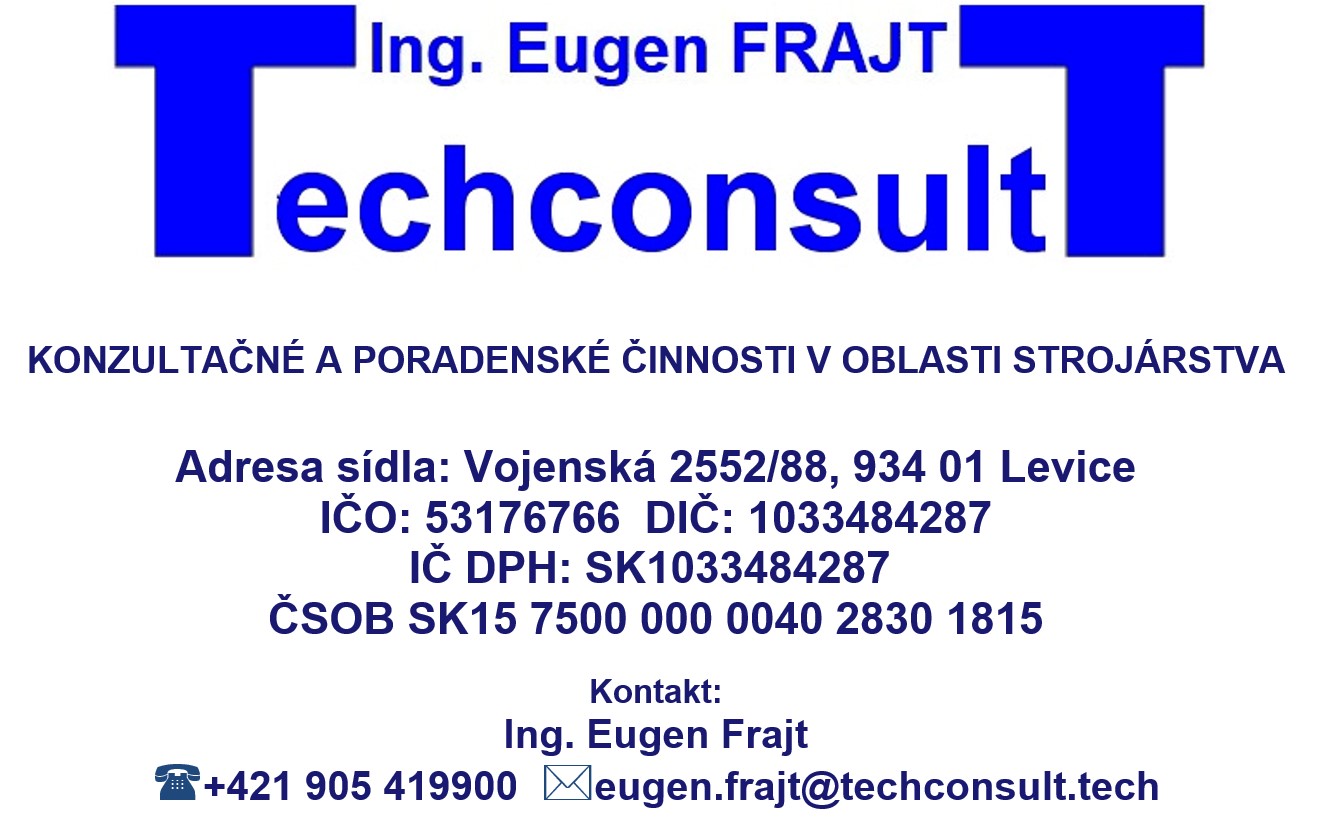 Ing. Eugen FRAJT
TechconsulT
KONZULTAČNÉ A PORADENSKÉ ČINNOSTI V OBLASTI STROJÁRSTVA
Adresa sídla: Vojenská 2552/88, 934 01 Levice
IČO: 53176766 DIČ: 1033484287
IČ DPH: SK1033484287
ČSOB SK15 7500 000 0040 2830 1815
Kontakt:
Ing. Eugen Frajt
☎+421 905 419900 ✉eugen.frajt@techconsult.tech